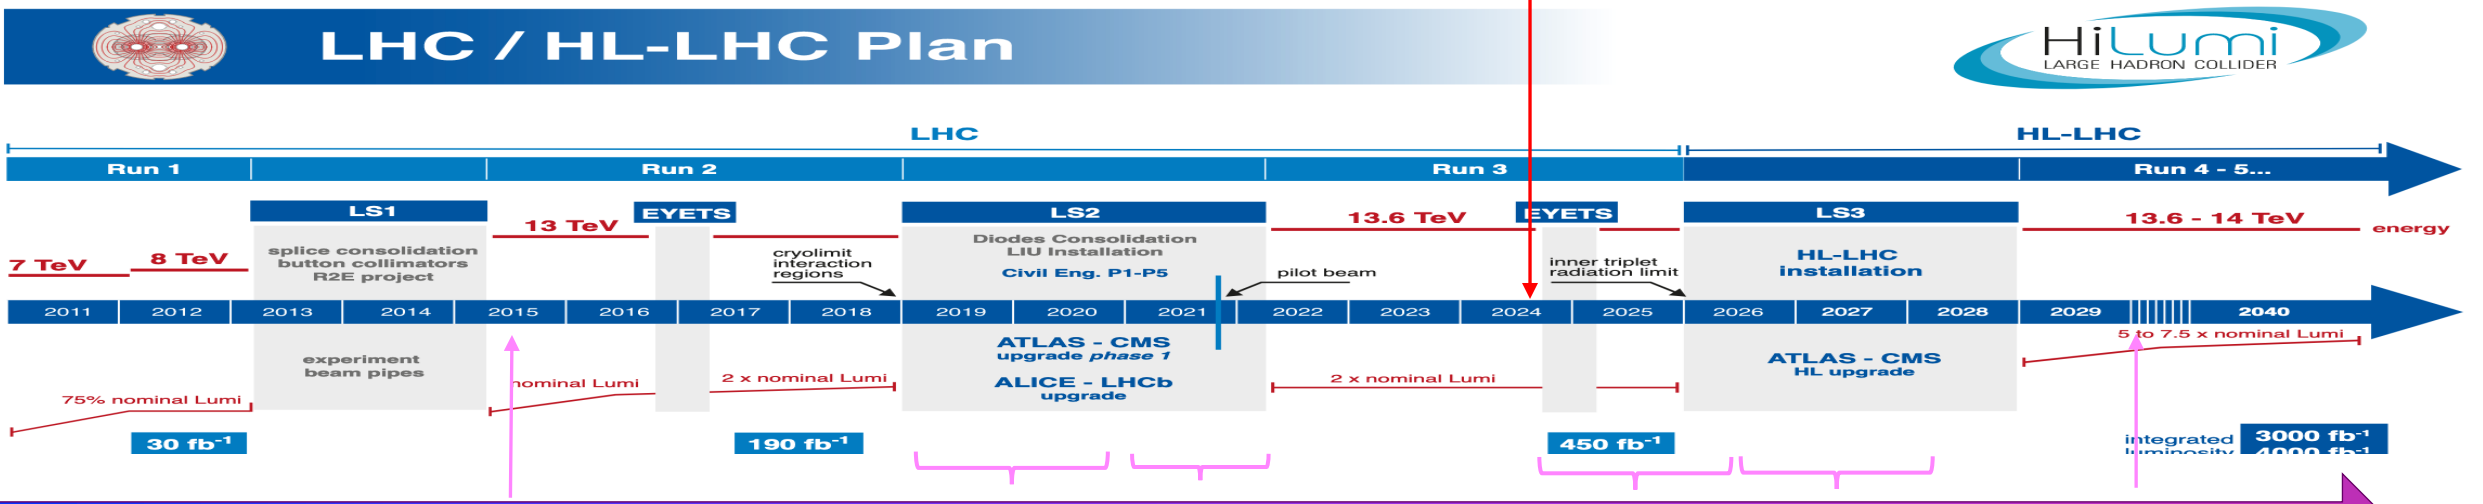 LHC / HL-LHC Plan
HiLumi
LARGE HADRON COLLIDER
LHC
HL-LHC
Run 1
Run 2
Run 3
Run 4 - 5...
LS1
EYETS
LS2
EYETS
LS3
13 TeV
13.6 TeV
13.6 - 14 TeV
energy
7 TeV
8 TeV
splice consolidation
button collimators
R2E project
cryolimit
interaction
regions
Diodes Consolidation
LIU Installation
Civil Eng. P1-P5
pilot beam
inner triplet
radiation limit
HL-LHC
installation
2011
2012
2013
2014
2015
2016
2017
2018
2019
2020
2021
2022
2023
2024
2025
2026
2027
2028
2029
2040
5 to 7.5 x nominal Lumi
experiment
beam pipes
ATLAS - CMS
upgrade phase 1
ALICE - LHCb
upgrade
ATLAS - CMS
HL upgrade
75% nominal Lumi
nominal Lumi
2 x nominal Lumi
2 x nominal Lumi
30 fb⁻¹
190 fb⁻¹
450 fb⁻¹
integrated
luminosity
3000 fb⁻¹
4000 fb⁻¹